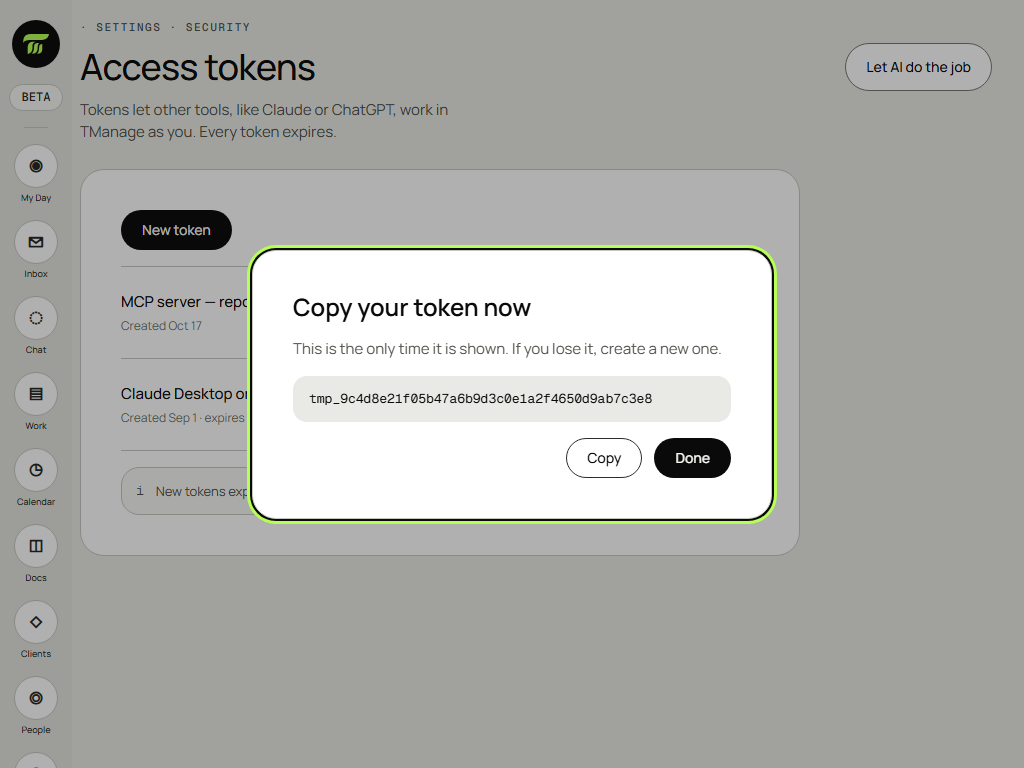 · SETTINGS · SECURITY
Access tokens
Let AI do the job
Tokens let other tools, like Claude or ChatGPT, work in
TManage as you. Every token expires.
BETA
My Day
Inbox
Chat
Work
Calendar
Docs
Clients
People
New token
MCP server — repo
Created Oct 17
Claude Desktop
Created Sep 1 · expires
i New tokens exp
Copy your token now
This is the only time it is shown. If you lose it, create a new one.
tmp_9c4d8e21f05b47a6b9d3c0e1a2f4650d9ab7c3e8
Copy
Done